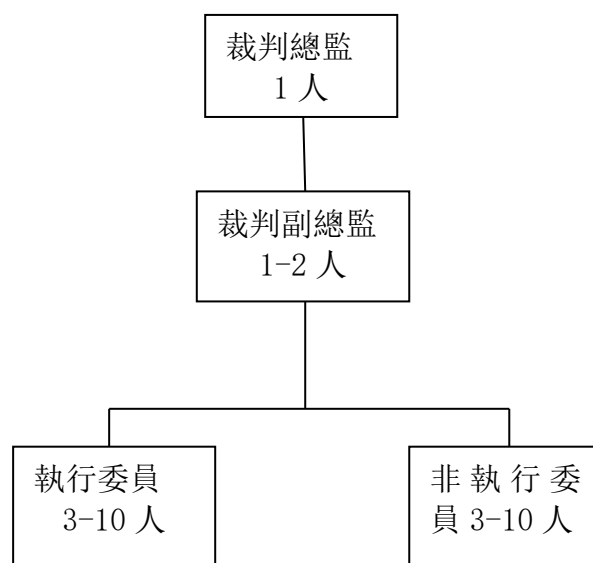 裁判總監
1 人
裁判副總監
1-2 人
執行委員
3-10 人
非 執 行 委
員 3-10 人